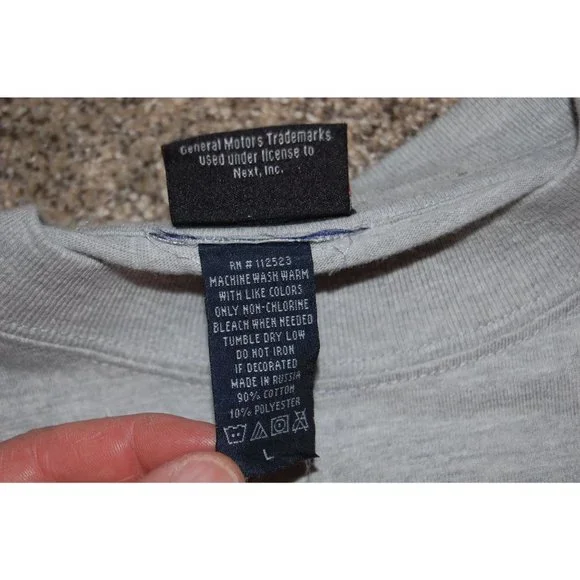 General Motors Trademarks
used under license to
Next, Inc.
RN # 112523
MACHINE WASH WARM
WITH LIKE COLORS
ONLY NON-CHLORINE
BLEACH WHEN NEEDED
TUMBLE DRY LOW
DO NOT IRON
IF DECORATED
MADE IN RUSSIA
90% COTTON
10% POLYESTER
L